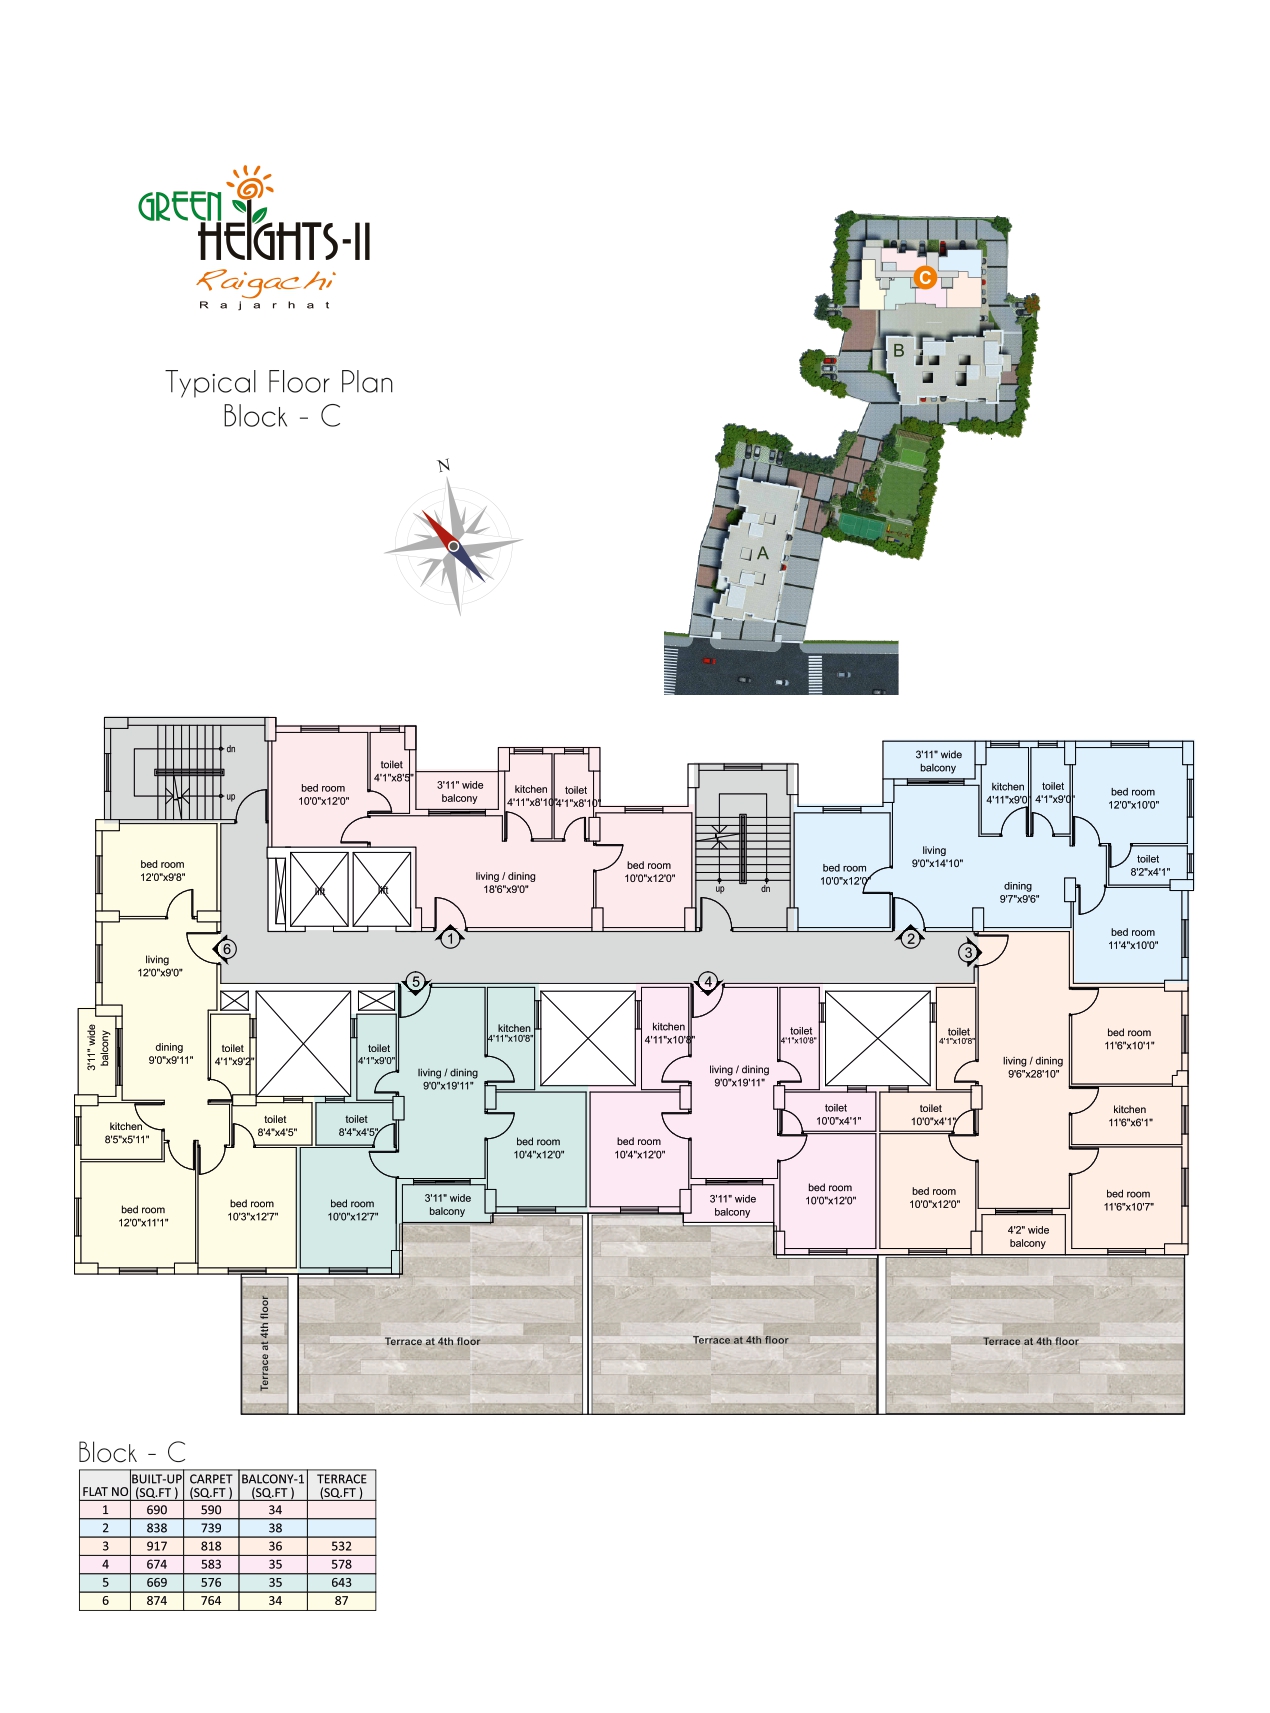 GREEN
HEIGHTS-II
Raigachi
Rajarhat
Typical Floor Plan
Block - C
N
C
B
A
dn
up
bed room
10'0"x12'0"
toilet
4'1"x8'5"
3'11" wide
balcony
kitchen
4'11"x8'10"
toilet
4'1"x8'10"
living / dining
18'6"x9'0"
bed room
10'0"x12'0"
lift
lift
1
up
dn
3'11" wide
balcony
kitchen
4'11"x9'0"
toilet
4'1"x9'0"
bed room
12'0"x10'0"
living
9'0"x14'10"
bed room
10'0"x12'0"
dining
9'7"x9'6"
toilet
8'2"x4'1"
bed room
11'4"x10'0"
2
3
bed room
12'0"x9'8"
living
12'0"x9'0"
6
3'11" wide
balcony
dining
9'0"x9'11"
toilet
4'1"x9'2"
kitchen
8'5"x5'11"
toilet
8'4"x4'5"
bed room
12'0"x11'1"
bed room
10'3"x12'7"
5
toilet
4'1"x9'0"
living / dining
9'0"x19'11"
kitchen
4'11"x10'8"
toilet
8'4"x4'5"
bed room
10'4"x12'0"
bed room
10'0"x12'7"
3'11" wide
balcony
4
kitchen
4'11"x10'8"
living / dining
9'0"x19'11"
toilet
4'1"x10'8"
toilet
10'0"x4'1"
bed room
10'4"x12'0"
bed room
10'0"x12'0"
3'11" wide
balcony
toilet
4'1"x10'8"
living / dining
9'6"x28'10"
bed room
11'6"x10'1"
toilet
10'0"x4'1"
kitchen
11'6"x6'1"
bed room
10'0"x12'0"
bed room
11'6"x10'7"
4'2" wide
balcony
Terrace at 4th floor
Terrace at 4th floor
Terrace at 4th floor
Terrace at 4th floor
Block - C
FLAT NO BUILT-UP (SQ.FT ) CARPET (SQ.FT ) BALCONY-1 (SQ.FT ) TERRACE (SQ.FT )
1 690 590 34
2 838 739 38
3 917 818 36 532
4 674 583 35 578
5 669 576 35 643
6 874 764 34 87